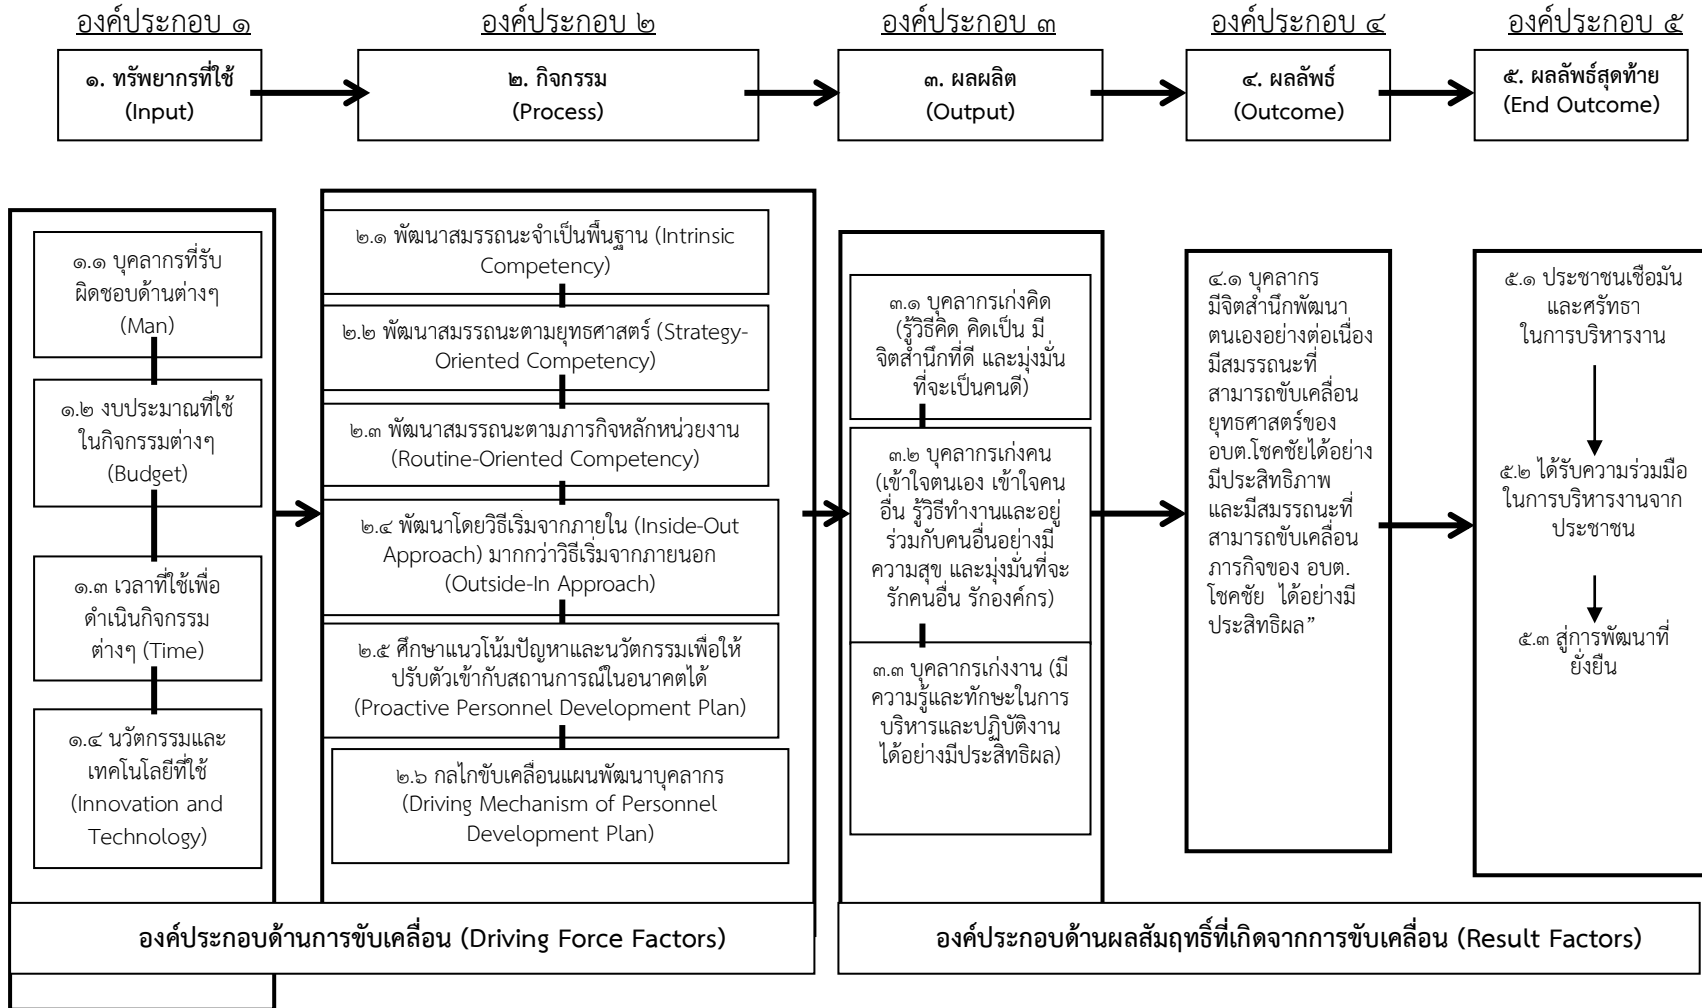 องค์ประกอบ ๑
องค์ประกอบ ๒
องค์ประกอบ ๓
องค์ประกอบ ๔
องค์ประกอบ ๕
๑. ทรัพยากรที่ใช้
(Input)
๒. กิจกรรม
(Process)
๓. ผลผลิต
(Output)
๔. ผลลัพธ์
(Outcome)
๕. ผลลัพธ์สุดท้าย
(End Outcome)
๑.๑ บุคลากรที่รับ
ผิดชอบด้านต่างๆ
(Man)
๑.๒ งบประมาณที่ใช้
ในกิจกรรมต่างๆ
(Budget)
๑.๓ เวลาที่ใช้เพื่อ
ดำเนินกิจกรรม
ต่างๆ (Time)
๑.๔ นวัตกรรมและ
เทคโนโลยีที่ใช้
(Innovation and
Technology)
๒.๑ พัฒนาสมรรถนะจำเป็นพื้นฐาน (Intrinsic
Competency)
๒.๒ พัฒนาสมรรถนะตามยุทธศาสตร์ (Strategy-
Oriented Competency)
๒.๓ พัฒนาสมรรถนะตามภารกิจหลักหน่วยงาน
(Routine-Oriented Competency)
๒.๔ พัฒนาโดยวิธีเริ่มจากภายใน (Inside-Out
Approach) มากกว่าวิธีเริ่มจากภายนอก
(Outside-In Approach)
๒.๕ ศึกษาแนวโน้มปัญหาและนวัตกรรมเพื่อให้
ปรับตัวเข้ากับสถานการณ์ในอนาคตได้
(Proactive Personnel Development Plan)
๒.๖ กลไกขับเคลื่อนแผนพัฒนาบุคลากร
(Driving Mechanism of Personnel
Development Plan)
๓.๑ บุคลากรเก่งคิด
(รู้วิธีคิด คิดเป็น มี
จิตสำนึกที่ดี และมุ่งมั่น
ที่จะเป็นคนดี)
๓.๒ บุคลากรเก่งคน
(เข้าใจตนเอง เข้าใจคน
อื่น รู้วิธีทำงานและอยู่
ร่วมกับคนอื่นอย่างมี
ความสุข และมุ่งมั่นที่จะ
รักคนอื่น รักองค์กร)
๓.๓ บุคลากรเก่งงาน (มี
ความรู้และทักษะในการ
บริหารและปฏิบัติงาน
ได้อย่างมีประสิทธิผล)
๔.๑ บุคลากร
มีจิตสำนึกพัฒนา
ตนเองอย่างต่อเนื่อง
มีสมรรถนะที่
สามารถขับเคลื่อน
ยุทธศาสตร์ของ
อบต.โชคชัยได้อย่าง
มีประสิทธิภาพ
และมีสมรรถนะที่
สามารถขับเคลื่อน
ภารกิจของ อบต.
โชคชัย ได้อย่างมี
ประสิทธิผล”
๕.๑ ประชาชนเชื่อมั่น
และศรัทธา
ในการบริหารงาน
๕.๒ ได้รับความร่วมมือ
ในการบริหารงานจาก
ประชาชน
๕.๓ สู่การพัฒนาที่
ยั่งยืน
องค์ประกอบด้านการขับเคลื่อน (Driving Force Factors)
องค์ประกอบด้านผลสัมฤทธิ์ที่เกิดจากการขับเคลื่อน (Result Factors)